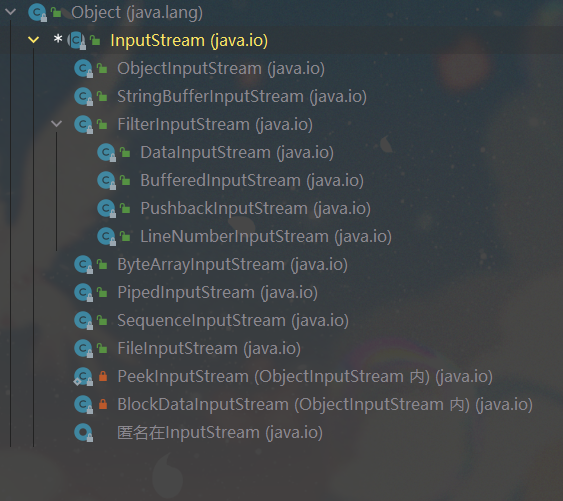 Object (java.lang)
* InputStream (java.io)
ObjectInputStream (java.io)
StringBufferInputStream (java.io)
FilterInputStream (java.io)
DataInputStream (java.io)
BufferedInputStream (java.io)
PushbackInputStream (java.io)
LineNumberInputStream (java.io)
ByteArrayInputStream (java.io)
PipedInputStream (java.io)
SequenceInputStream (java.io)
FileInputStream (java.io)
PeekInputStream (ObjectInputStream 内) (java.io)
BlockDataInputStream (ObjectInputStream 内) (java.io)
匿名在InputStream (java.io)